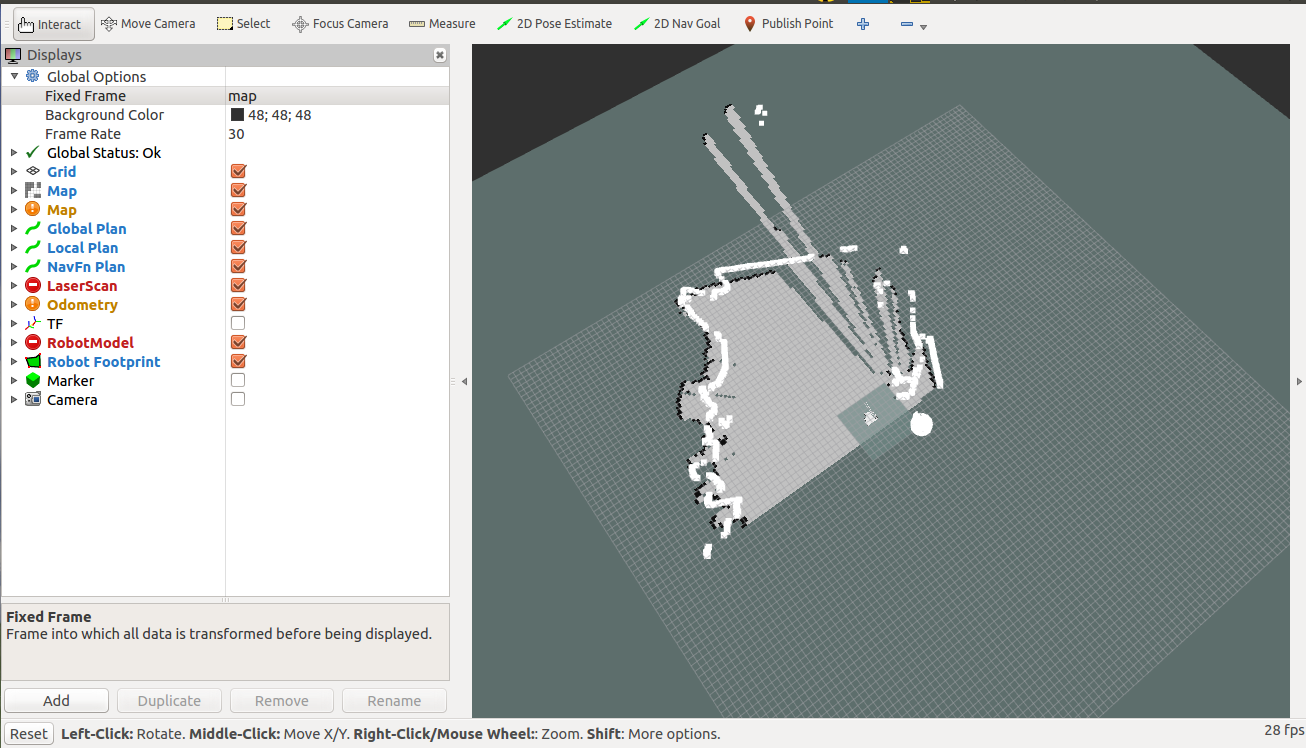 Interact Move Camera Select Focus Camera Measure 2D Pose Estimate 2D Nav Goal Publish Point
Displays
Global Options
Fixed Frame map
Background Color 48; 48; 48
Frame Rate 30
Global Status: Ok
Grid
Map
Map
Global Plan
Local Plan
NavFn Plan
LaserScan
Odometry
TF
RobotModel
Robot Footprint
Marker
Camera
Fixed Frame
Frame into which all data is transformed before being displayed.
Add Duplicate Remove Rename
Reset Left-Click: Rotate. Middle-Click: Move X/Y. Right-Click/Mouse Wheel:: Zoom. Shift: More options. 28 fps